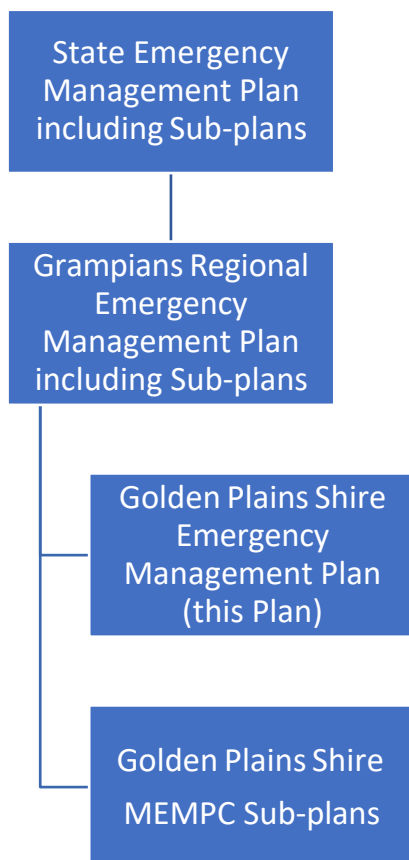 State Emergency
Management Plan
including Sub-plans
Grampians Regional
Emergency
Management Plan
including Sub-plans
Golden Plains Shire
Emergency
Management Plan
(this Plan)
Golden Plains Shire
MEMPC Sub-plans